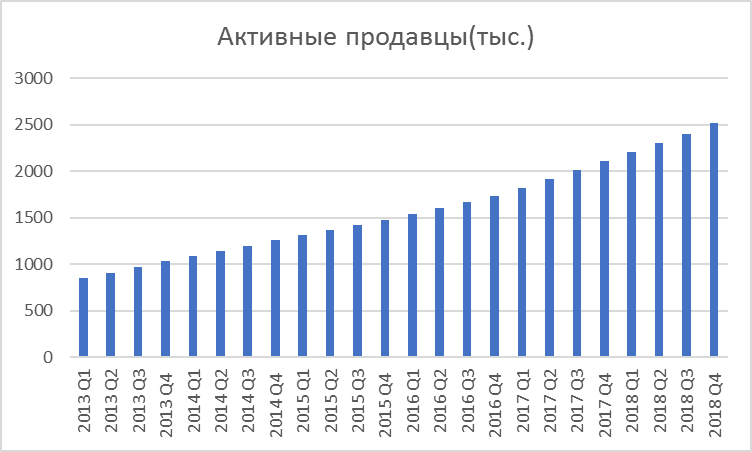 Активные продавцы(тыс.)
3000
2500
2000
1500
1000
500
0
2013 Q1
2013 Q2
2013 Q3
2013 Q4
2014 Q1
2014 Q2
2014 Q3
2014 Q4
2015 Q1
2015 Q2
2015 Q3
2015 Q4
2016 Q1
2016 Q2
2016 Q3
2016 Q4
2017 Q1
2017 Q2
2017 Q3
2017 Q4
2018 Q1
2018 Q2
2018 Q3
2018 Q4